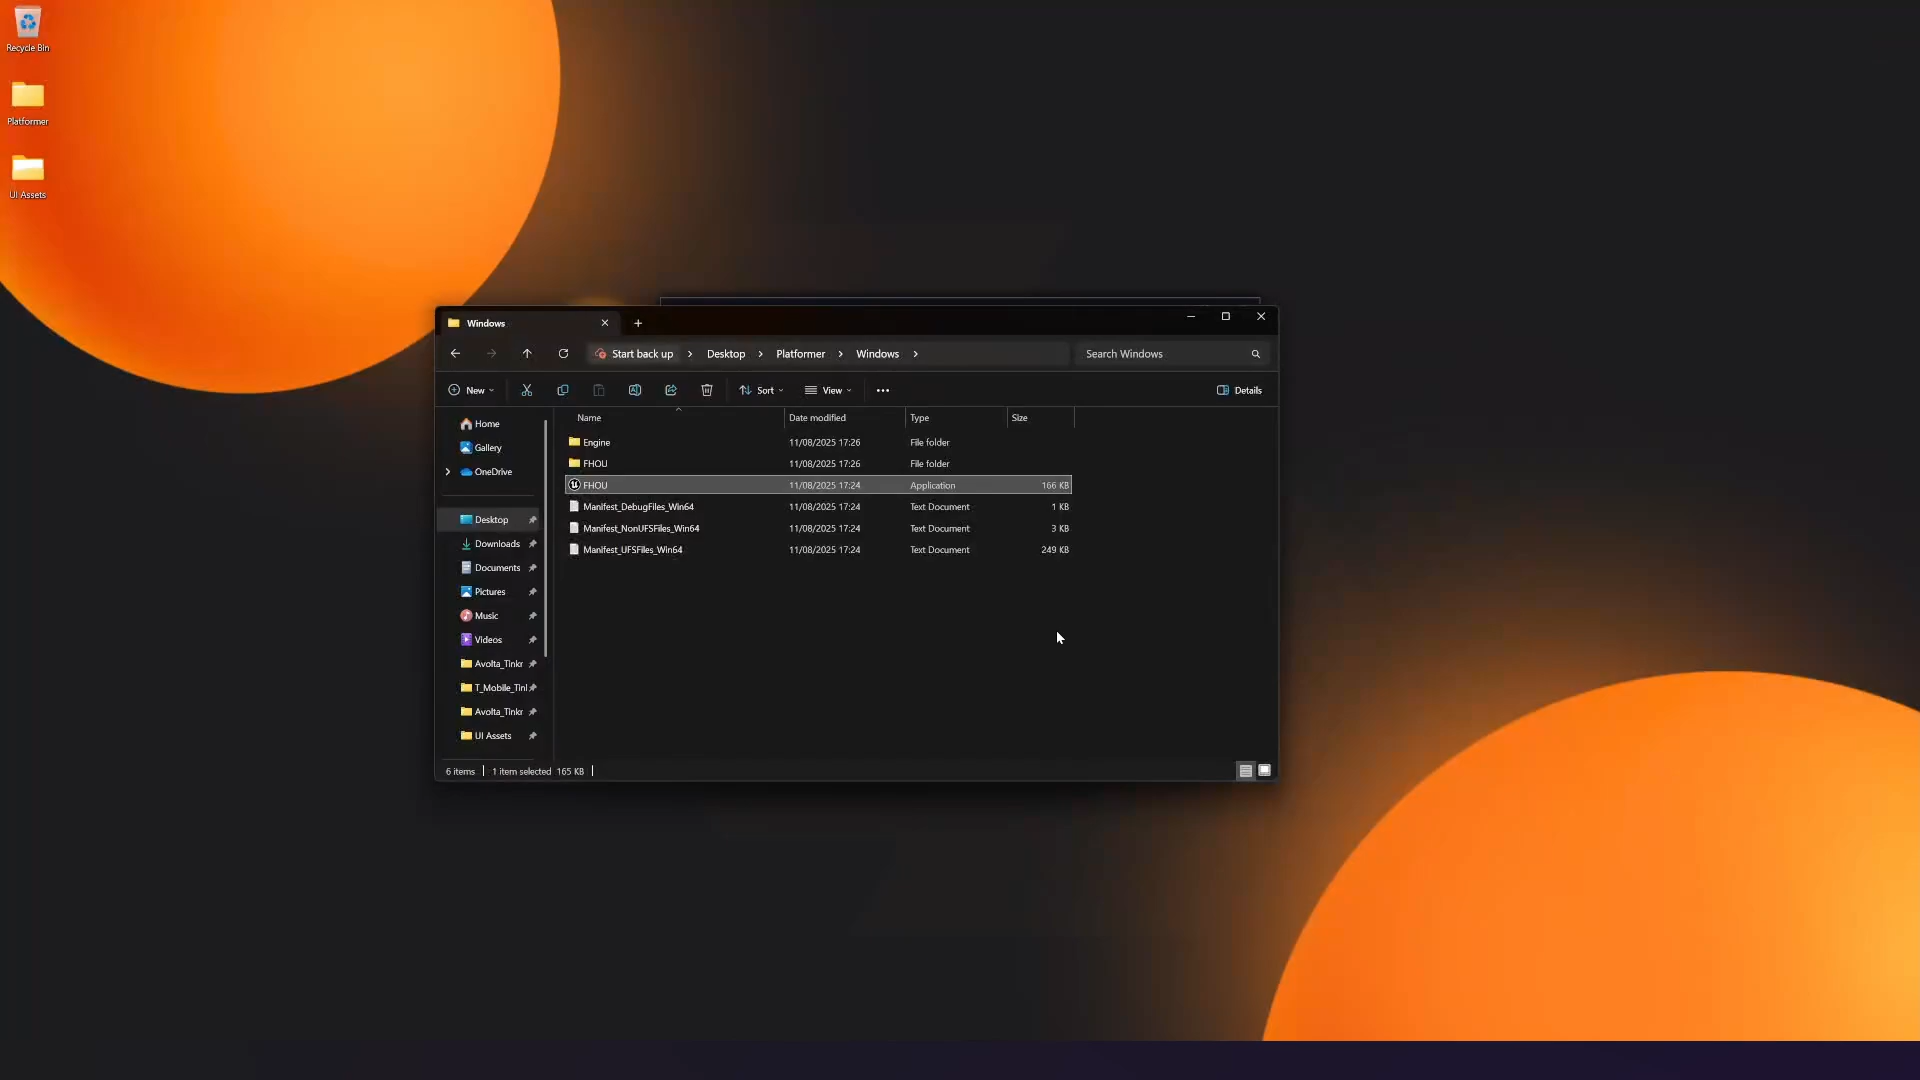 Recycle Bin
Platformer
UI Assets
Windows
Start back up > Desktop > Platformer > Windows >
Search Windows
New
Sort
View
Details
Name Date modified Type Size
Engine 11/08/2025 17:26 File folder
FHOU 11/08/2025 17:26 File folder
FHOU 11/08/2025 17:24 Application 166 KB
Manifest_DebugFiles_Win64 11/08/2025 17:24 Text Document 1 KB
Manifest_NonUFSFiles_Win64 11/08/2025 17:24 Text Document 3 KB
Manifest_UFSFiles_Win64 11/08/2025 17:24 Text Document 249 KB
Home
Gallery
OneDrive
Desktop
Downloads
Documents
Pictures
Music
Videos
Avolta_Tinkr
T_Mobile_Tinl
Avolta_Tinkr
UI Assets
6 items | 1 item selected 165 KB |